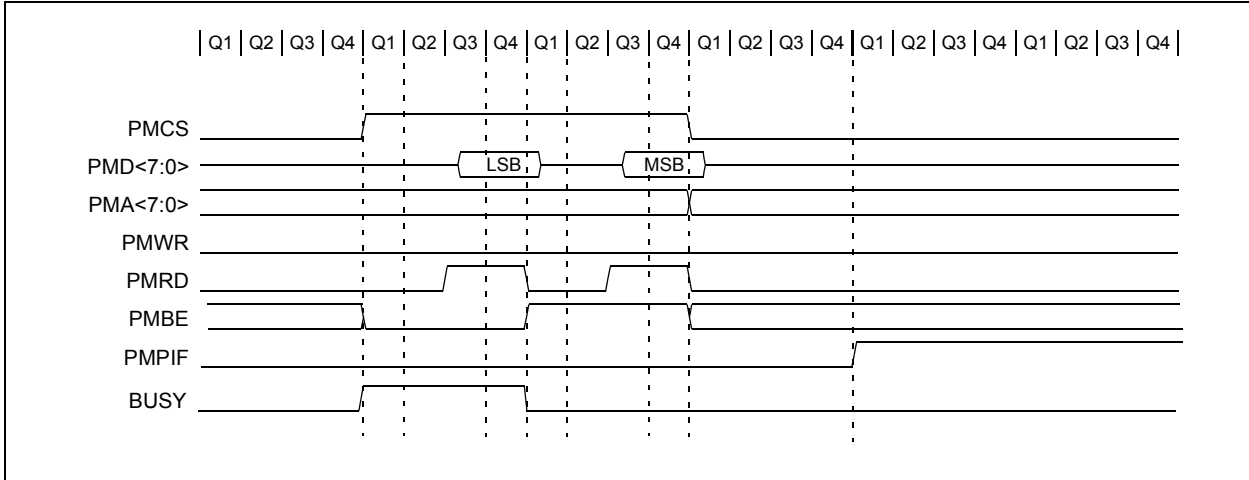 Q1 Q2 Q3 Q4 Q1 Q2 Q3 Q4 Q1 Q2 Q3 Q4 Q1 Q2 Q3 Q4 Q1 Q2 Q3 Q4 Q1 Q2 Q3 Q4
PMCS
PMD<7:0> LSB MSB
PMA<7:0>
PMWR
PMRD
PMBE
PMPIF
BUSY